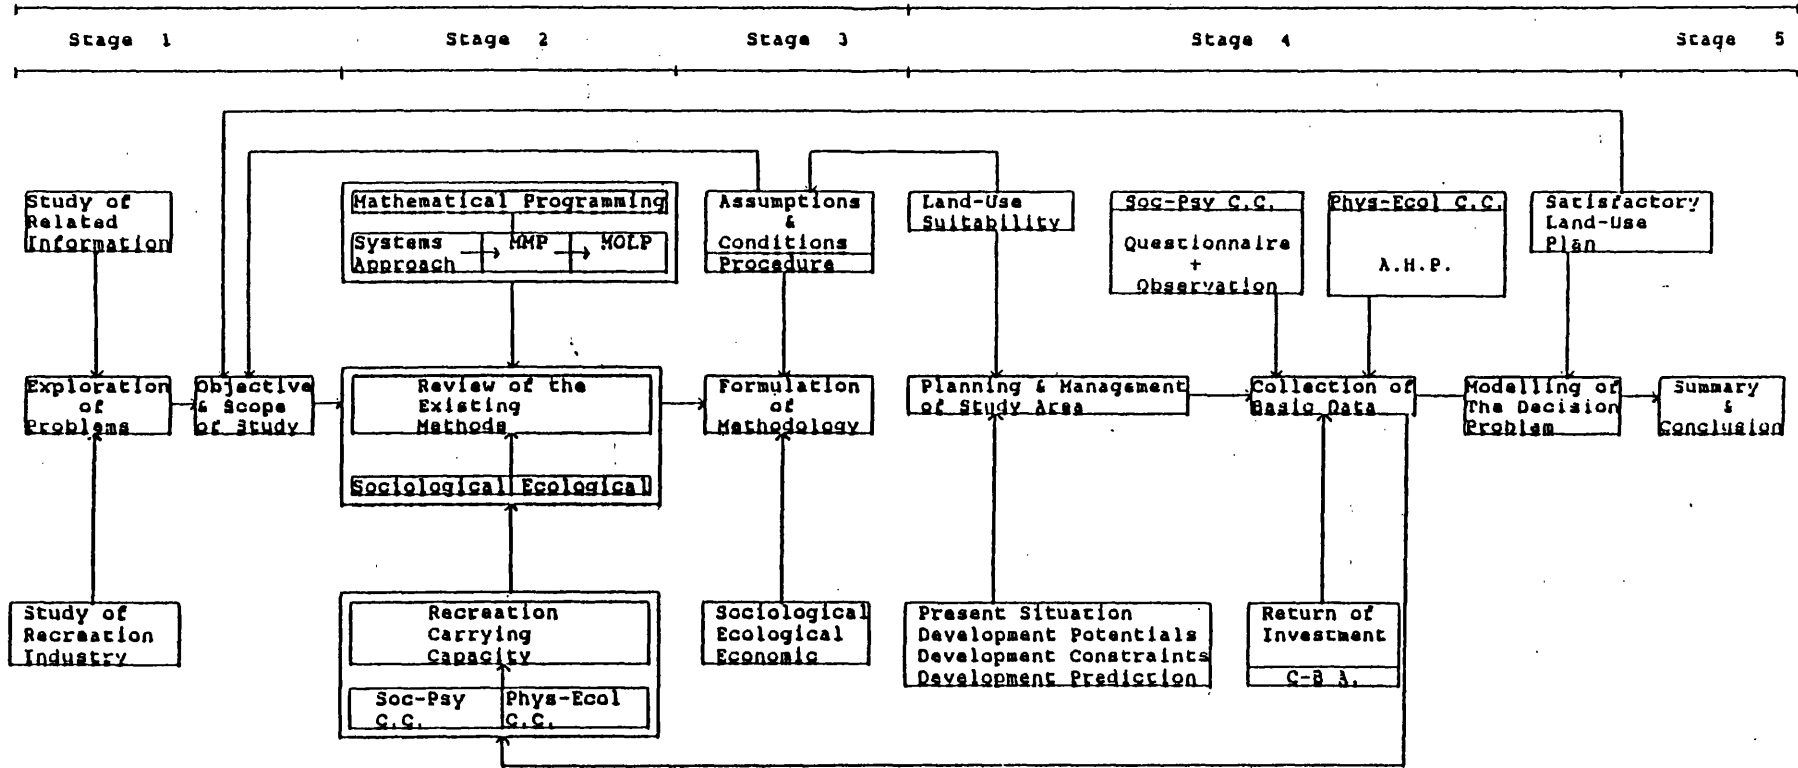 Stage 1
Stage 2
Stage 3
Stage 4
Stage 5
Study of
Related
Information
Mathematical Programming
Systems
Approach
MMP
MOLP
Assumptions
&
Conditions
Procedure
Land-Use
Suitability
Soc-Psy C.C.
Questionnaire
+
Observation
Phys-Ecol C.C.
A.H.P.
Satisfactory
Land-Use
Plan
Exploration
of
Problems
Objective
& Scope
of Study
Review of the
Existing
Methods
Sociological
Ecological
Formulation
of
Methodology
Planning & Management
of Study Area
Collection of
Basic Data
Modelling of
The Decision
Problem
Summary
&
Conclusion
Study of
Recreation
Industry
Recreation
Carrying
Capacity
Soc-Psy
C.C.
Phys-Ecol
C.C.
Sociological
Ecological
Economic
Present Situation
Development Potentials
Development Constraints
Development Prediction
Return of
Investment
C-B A.